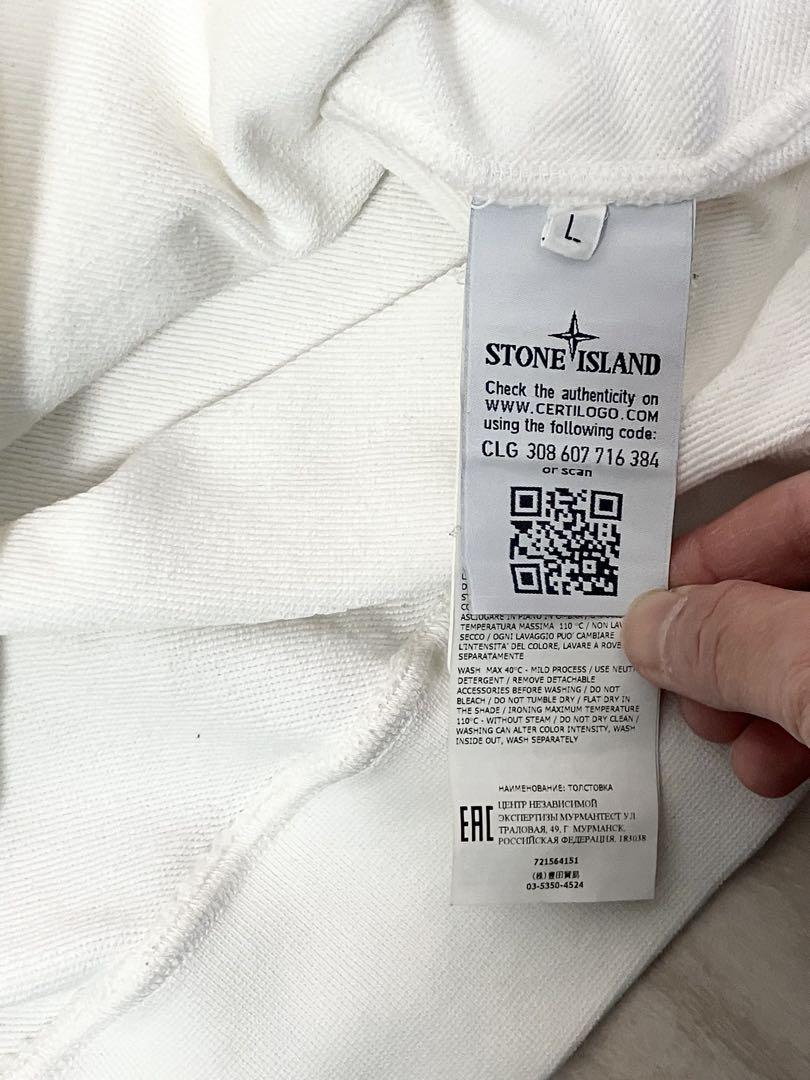 L
STONE ISLAND
Check the authenticity on
WWW.CERTILOGO.COM
using the following code:
CLG 308 607 716 384
or scan
ASCIUGARE IN PIANO IN
TEMPERATURA MASSIMA 110 °C / NON
SECCO / OGNI LAVAGGIO PUO' CAMBIARE
L'INTENSITA' DEL COLORE, LAVARE A
SEPARATAMENTE
WASH MAX 40°C - MILD PROCESS / USE
DETERGENT / REMOVE DETACHABLE
ACCESSORIES BEFORE WASHING / DO NOT
BLEACH / DO NOT TUMBLE DRY / FLAT DRY IN
THE SHADE / IRONING MAXIMUM TEMPERATURE
110°C - WITHOUT STEAM / DO NOT DRY CLEAN /
WASHING CAN ALTER COLOR INTENSITY, WASH
INSIDE OUT, WASH SEPARATELY
НАИМЕНОВАНИЕ: ТОЛСТОВКА
EAC
ЦЕНТР НЕЗАВИСИМОЙ
ЭКСПЕРТИЗЫ МУРМАНТЕСТ УЛ
ТРАЛОВАЯ, 49, Г. МУРМАНСК,
РОССИЙСКАЯ ФЕДЕРАЦИЯ, 183038
721564151
(株)豊田貿易
03-5350-4524